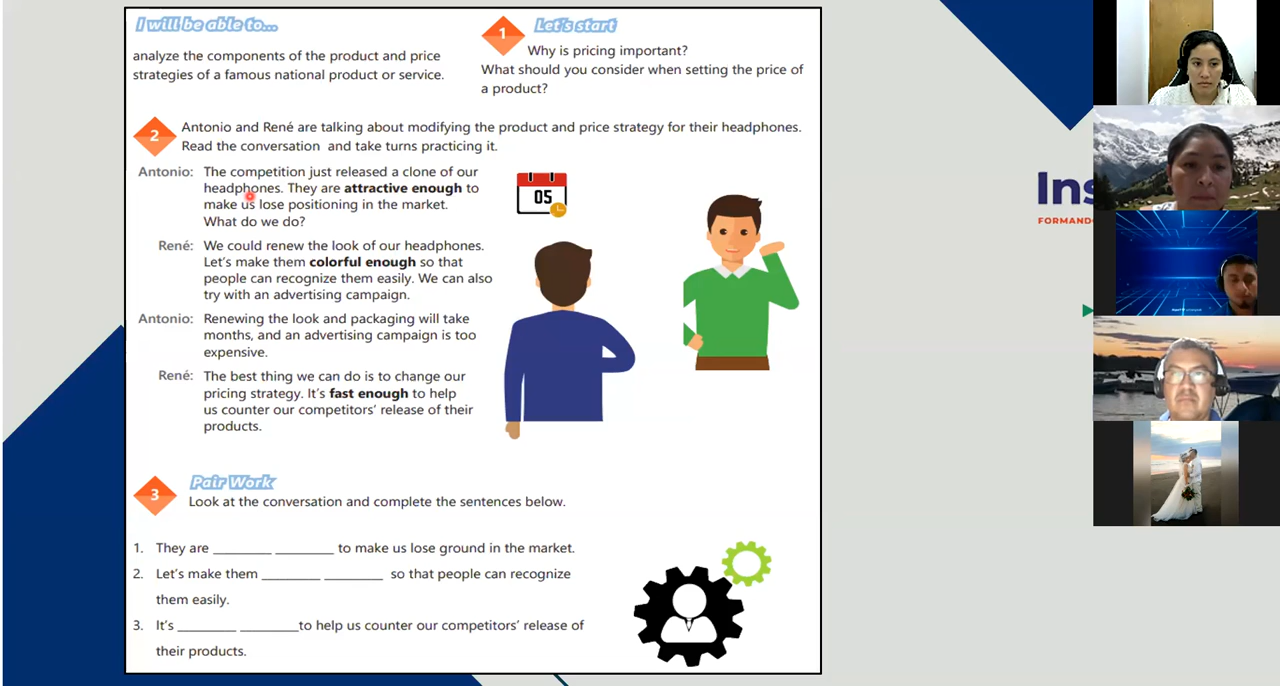 I will be able to...
analyze the components of the product and price
strategies of a famous national product or service.
1
Let's start
Why is pricing important?
What should you consider when setting the price of
a product?
2
Antonio and René are talking about modifying the product and price strategy for their headphones.
Read the conversation and take turns practicing it.
Antonio: The competition just released a clone of our
headphones. They are attractive enough to
make us lose positioning in the market.
What do we do?
René: We could renew the look of our headphones.
Let's make them colorful enough so that
people can recognize them easily. We can also
try with an advertising campaign.
Antonio: Renewing the look and packaging will take
months, and an advertising campaign is too
expensive.
René: The best thing we can do is to change our
pricing strategy. It's fast enough to help
us counter our competitors' release of their
products.
05
3
Pair Work
Look at the conversation and complete the sentences below.
1. They are ________ ________ to make us lose ground in the market.
2. Let's make them ________ ________ so that people can recognize
them easily.
3. It's ________ ________to help us counter our competitors' release of
their products.
Ins
FORMAND